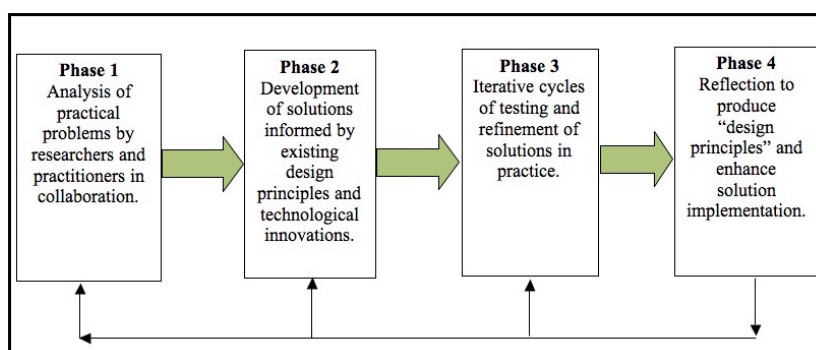 Phase 1
Analysis of
practical
problems by
researchers and
practitioners in
collaboration.
Phase 2
Development
of solutions
informed by
existing
design
principles and
technological
innovations.
Phase 3
Iterative cycles
of testing and
refinement of
solutions in
practice.
Phase 4
Reflection to
produce
“design
principles” and
enhance
solution
implementation.